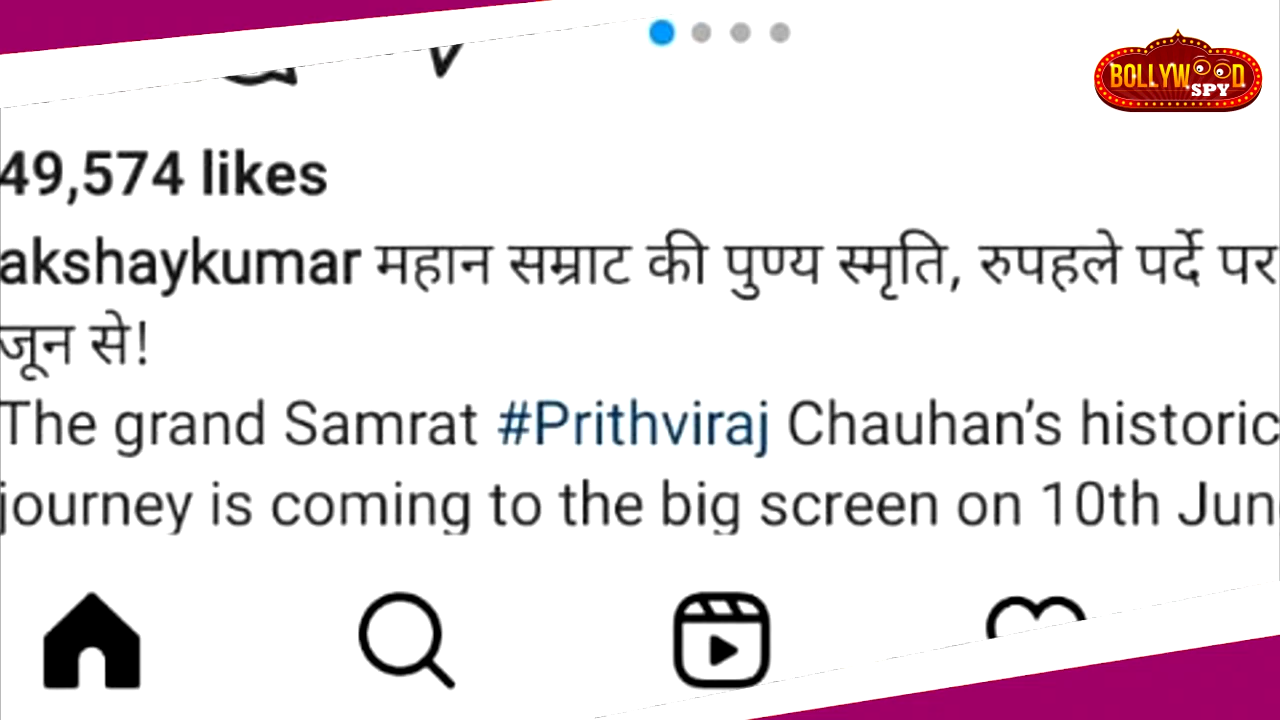 BOLLYWOOD
SPY
49,574 likes
akshaykumar महान सम्राट की पुण्य स्मृति, रुपहले पर्दे पर
जून से!
The grand Samrat #Prithviraj Chauhan’s historic
journey is coming to the big screen on 10th Jun